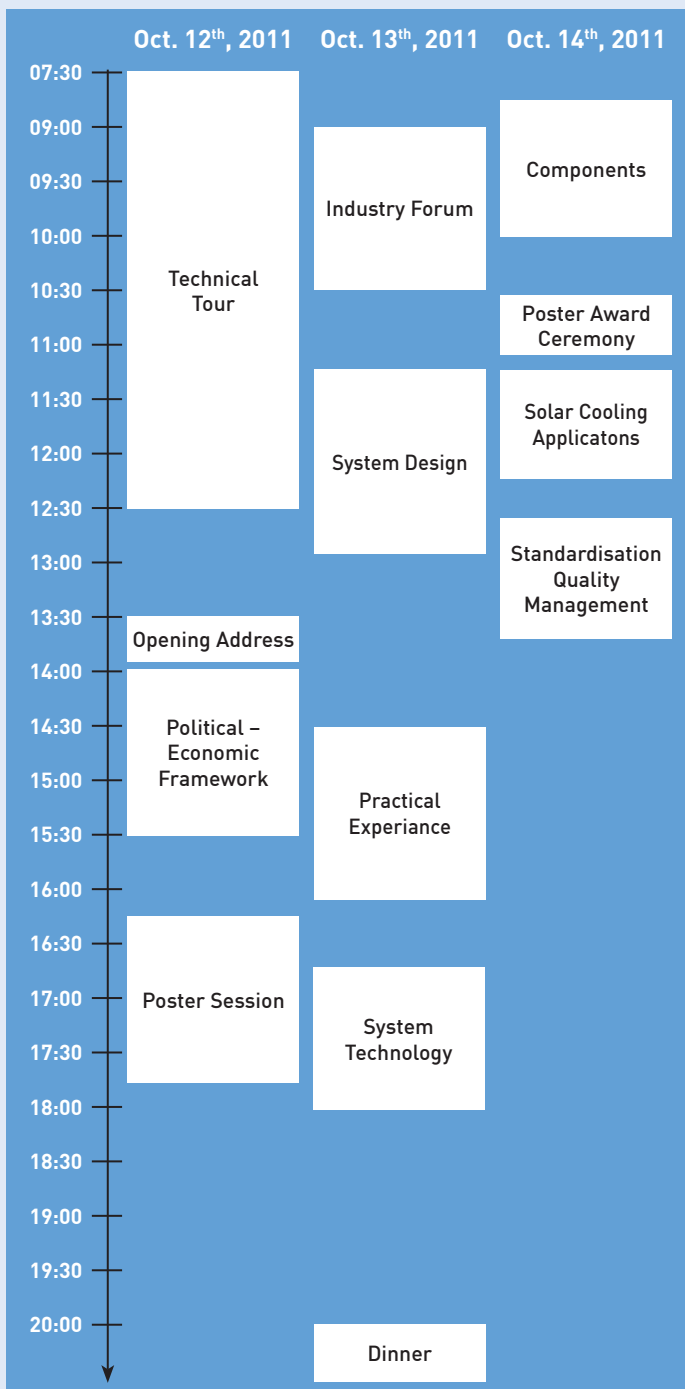 Oct. 12th, 2011
Oct. 13th, 2011
Oct. 14th, 2011
07:30
09:00
09:30
10:00
10:30
11:00
11:30
12:00
12:30
13:00
13:30
14:00
14:30
15:00
15:30
16:00
16:30
17:00
17:30
18:00
18:30
19:00
19:30
20:00
Technical
Tour
Opening Address
Political –
Economic
Framework
Poster Session
Industry Forum
System Design
Practical
Experiance
System
Technology
Dinner
Components
Poster Award
Ceremony
Solar Cooling
Applicatons
Standardisation
Quality
Management